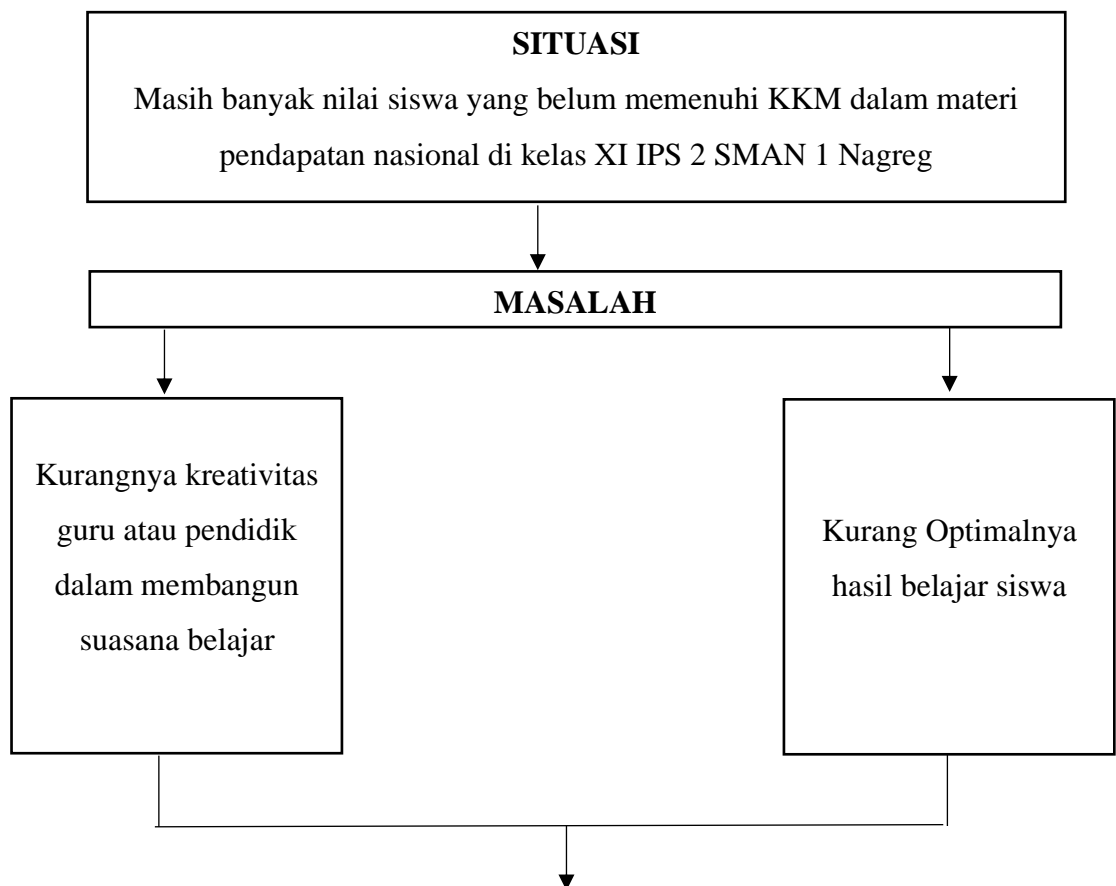 SITUASI
Masih banyak nilai siswa yang belum memenuhi KKM dalam materi
pendapatan nasional di kelas XI IPS 2 SMAN 1 Nagreg
MASALAH
Kurangnya kreativitas
guru atau pendidik
dalam membangun
suasana belajar
Kurang Optimalnya
hasil belajar siswa